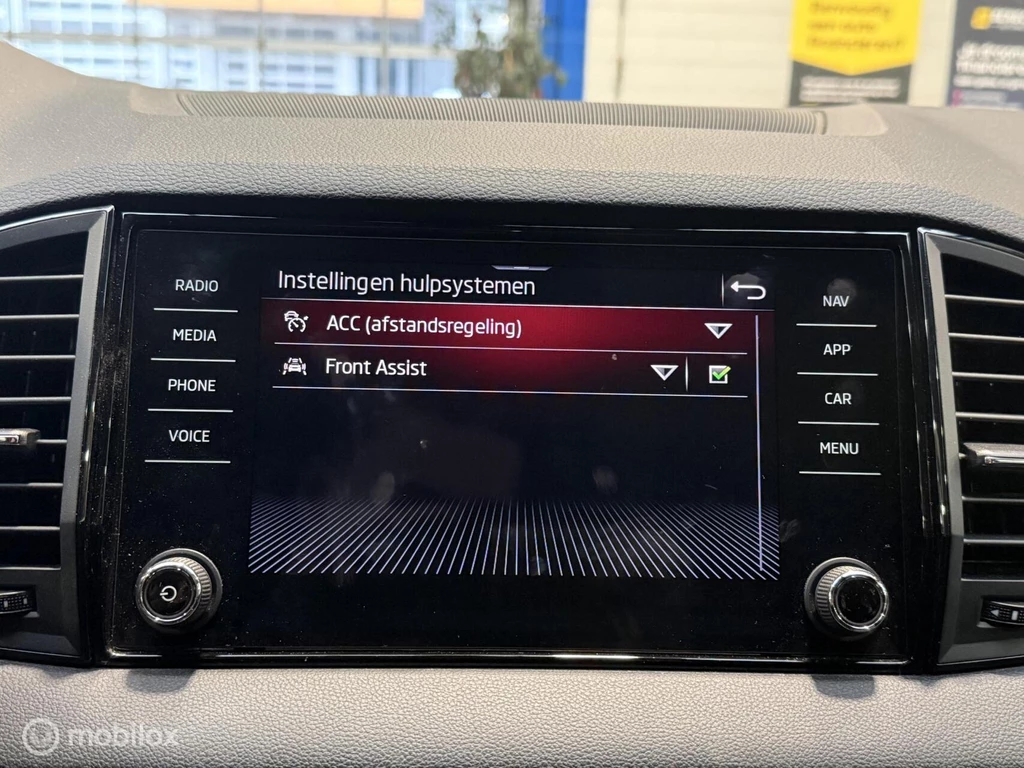 RADIO
MEDIA
PHONE
VOICE
Instellingen hulpsystemen
ACC (afstandsregeling)
Front Assist
NAV
APP
CAR
MENU
mobilox